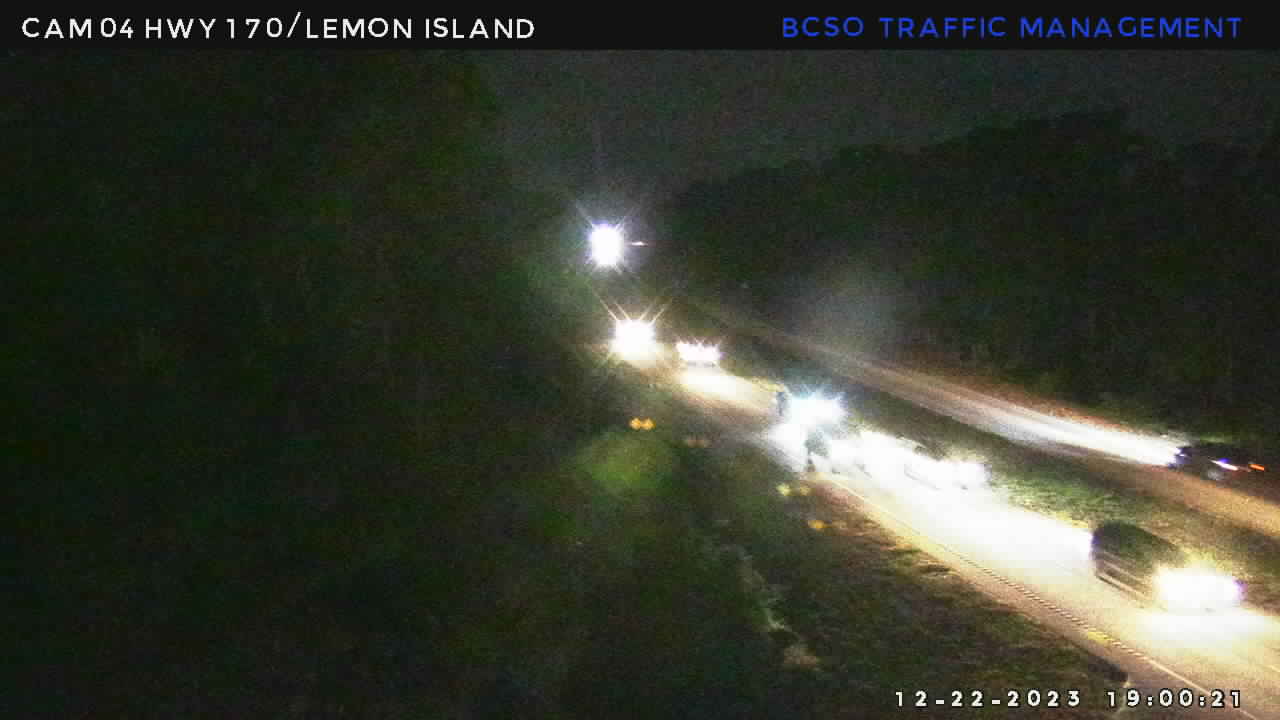 CAM04 HWY 170/LEMON ISLAND BCSO TRAFFIC MANAGEMENT
12-22-2023 19:00:21